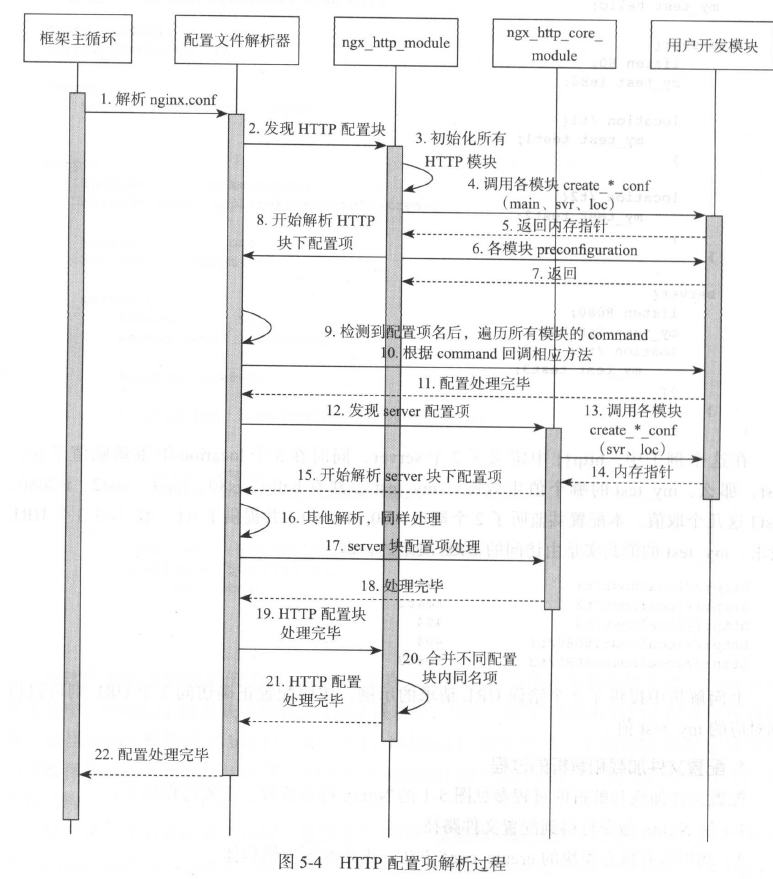 框架主循环
配置文件解析器
ngx_http_module
ngx_http_core_
module
用户开发模块
1. 解析 nginx.conf
2. 发现 HTTP 配置块
3. 初始化所有
HTTP 模块
4. 调用各模块 create_*_conf
（main、svr、loc）
5. 返回内存指针
6. 各模块 preconfiguration
7. 返回
8. 开始解析 HTTP
块下配置项
9. 检测到配置项名后，遍历所有模块的 command
10. 根据 command 回调相应方法
11. 配置处理完毕
12. 发现 server 配置项
13. 调用各模块
create_*_conf
（svr、loc）
14. 内存指针
15. 开始解析 server 块下配置项
16. 其他解析，同样处理
17. server 块配置项处理
18. 处理完毕
19. HTTP 配置块
处理完毕
20. 合并不同配置
块内同名项
21. HTTP 配置
处理完毕
22. 配置处理完毕
图 5-4 HTTP 配置项解析过程